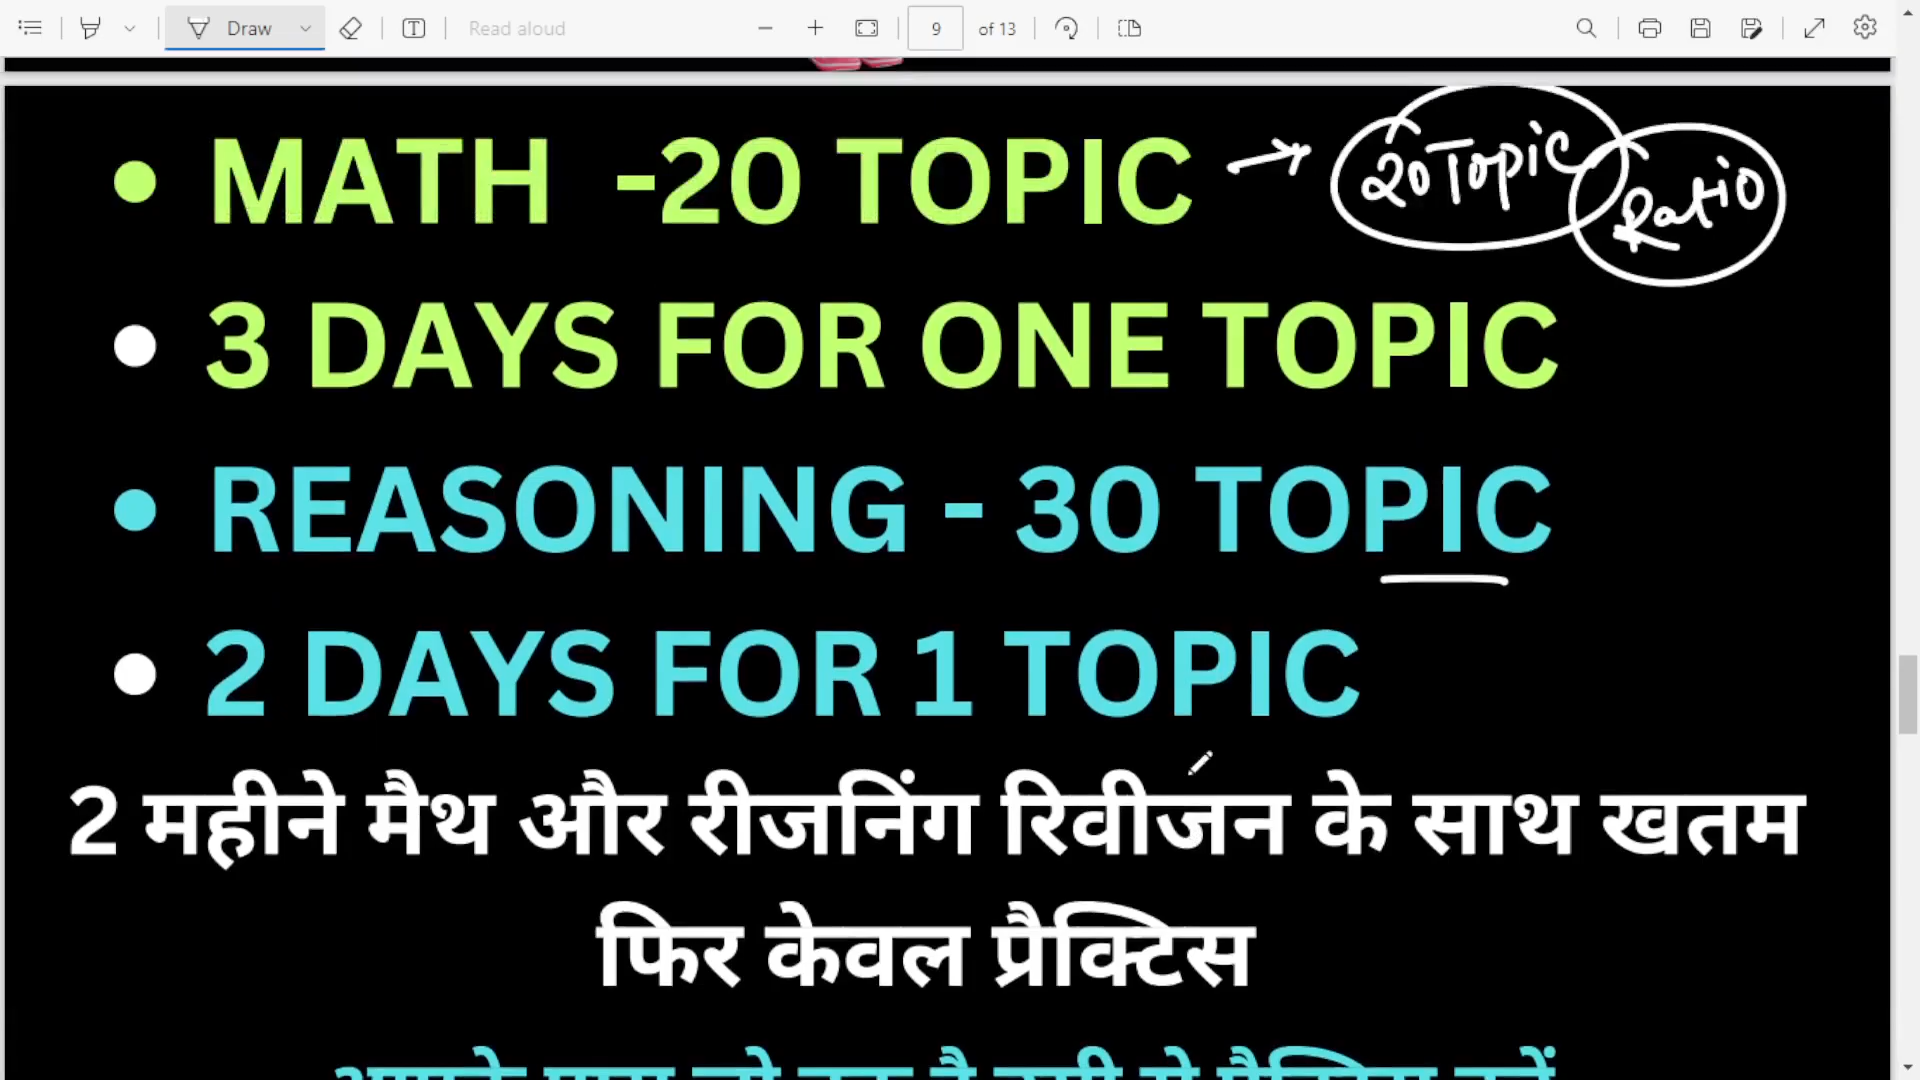 Draw
Read aloud
9 of 13
MATH -20 TOPIC → 20 Topic Ratio
3 DAYS FOR ONE TOPIC
REASONING - 30 TOPIC
2 DAYS FOR 1 TOPIC
2 महीने मैथ और रीजनिंग रिवीजन के साथ खतम
फिर केवल प्रैक्टिस